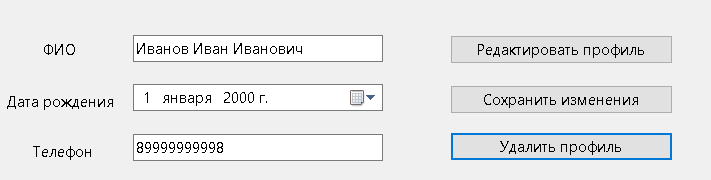 ФИО
Иванов Иван Иванович
Редактировать профиль
Дата рождения
1 января 2000 г.
Сохранить изменения
Телефон
89999999998
Удалить профиль